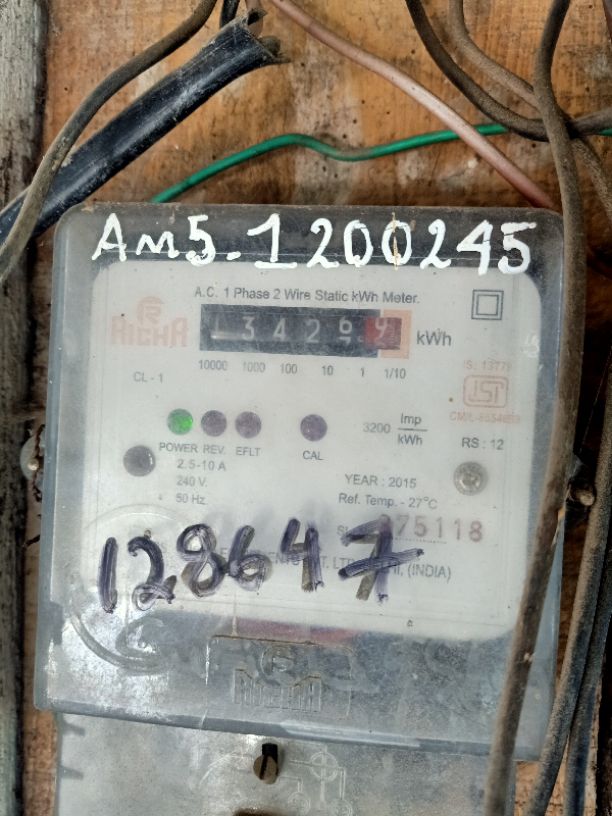 AM5.1200245
A.C. 1 Phase 2 Wire Static kWh Meter.
RICHA
kWh
10000 1000 100 10 1 1/10
CL - 1
IS: 13779
ISI
3200 Imp/kWh
RS : 12
POWER REV. EFLT CAL
2.5-10 A
240 V.
50 Hz
YEAR : 2015
Ref. Temp. - 27°C
75118
128647
(INDIA)
RICHA